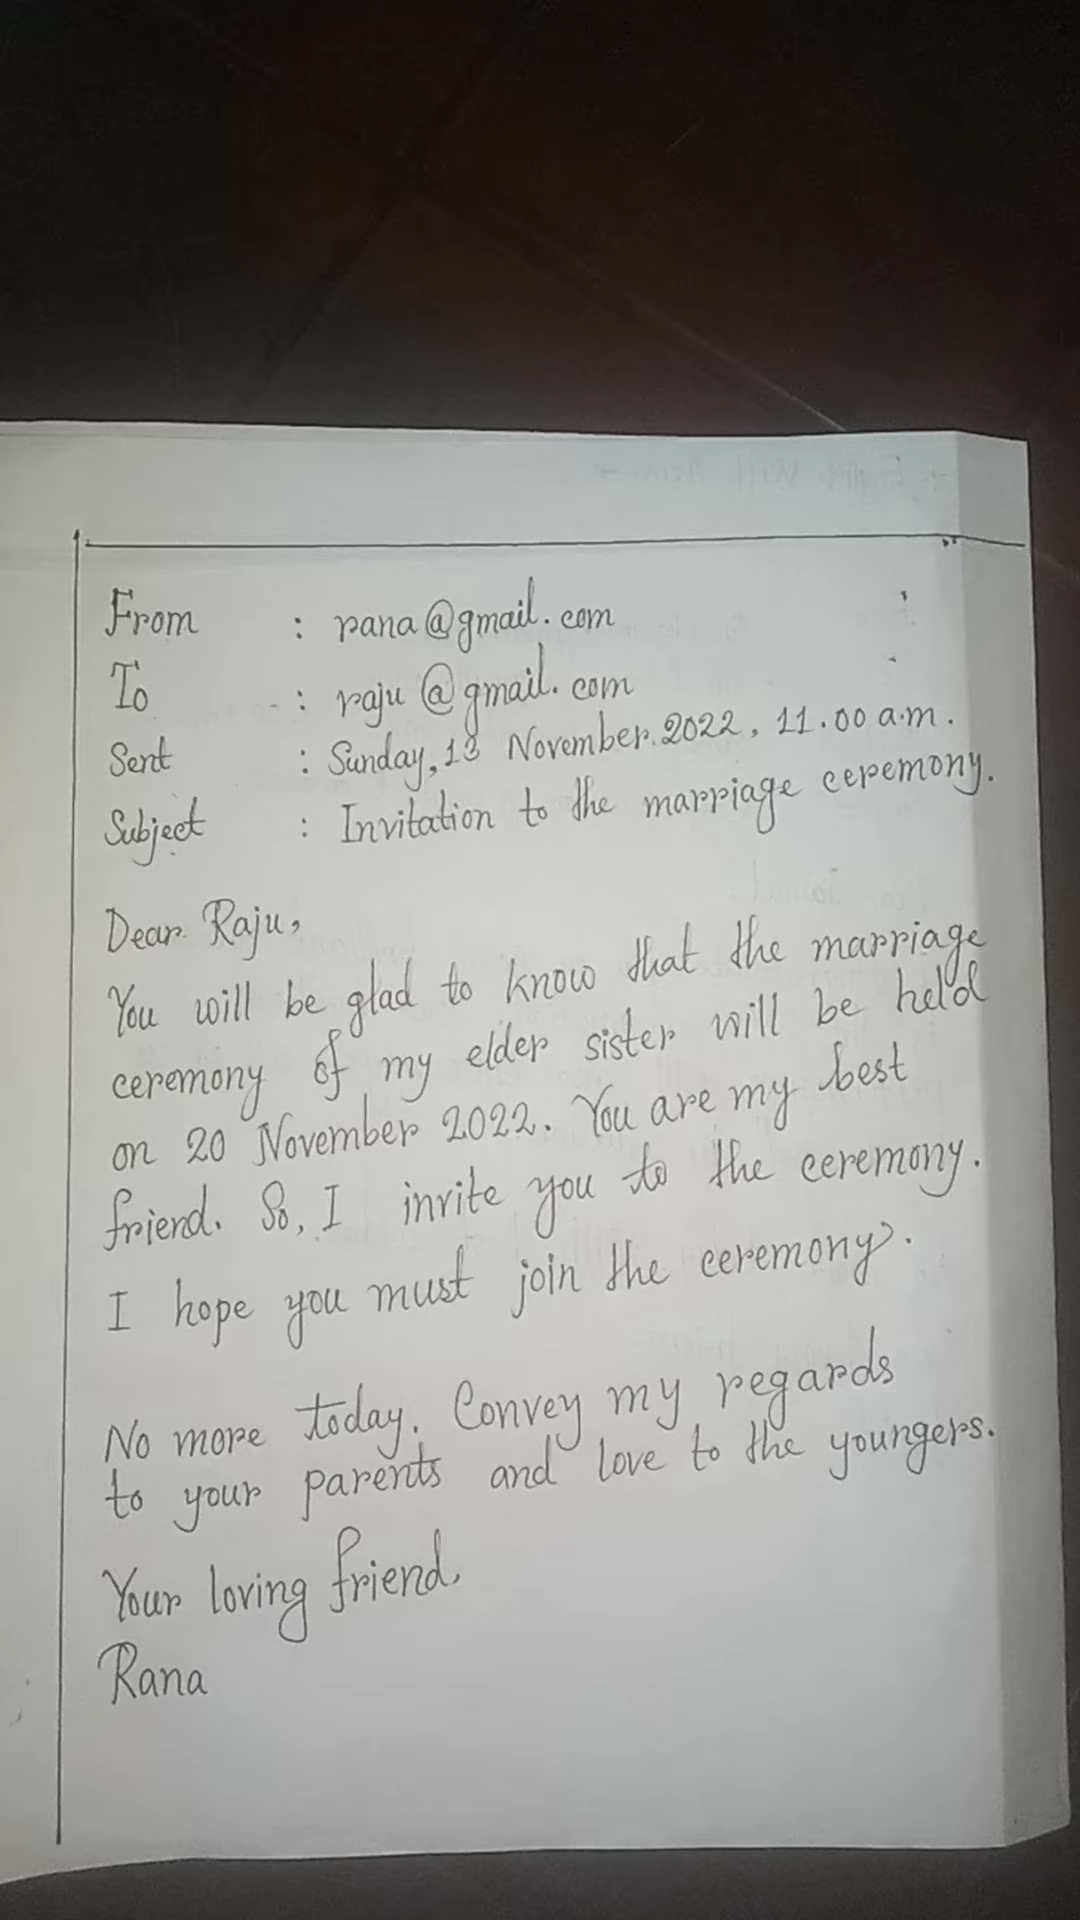 From : rana@gmail.com
To : raju@gmail.com
Sent : Sunday, 13 November 2022, 11.00 a.m.
Subject : Invitation to the marriage ceremony.
Dear Raju,
You will be glad to know that the marriage
ceremony of my elder sister will be held
on 20 November 2022. You are my best
friend. So, I invite you to the ceremony.
I hope you must join the ceremony.
No more today. Convey my regards
to your parents and love to the youngers.
Your loving friend,
Rana